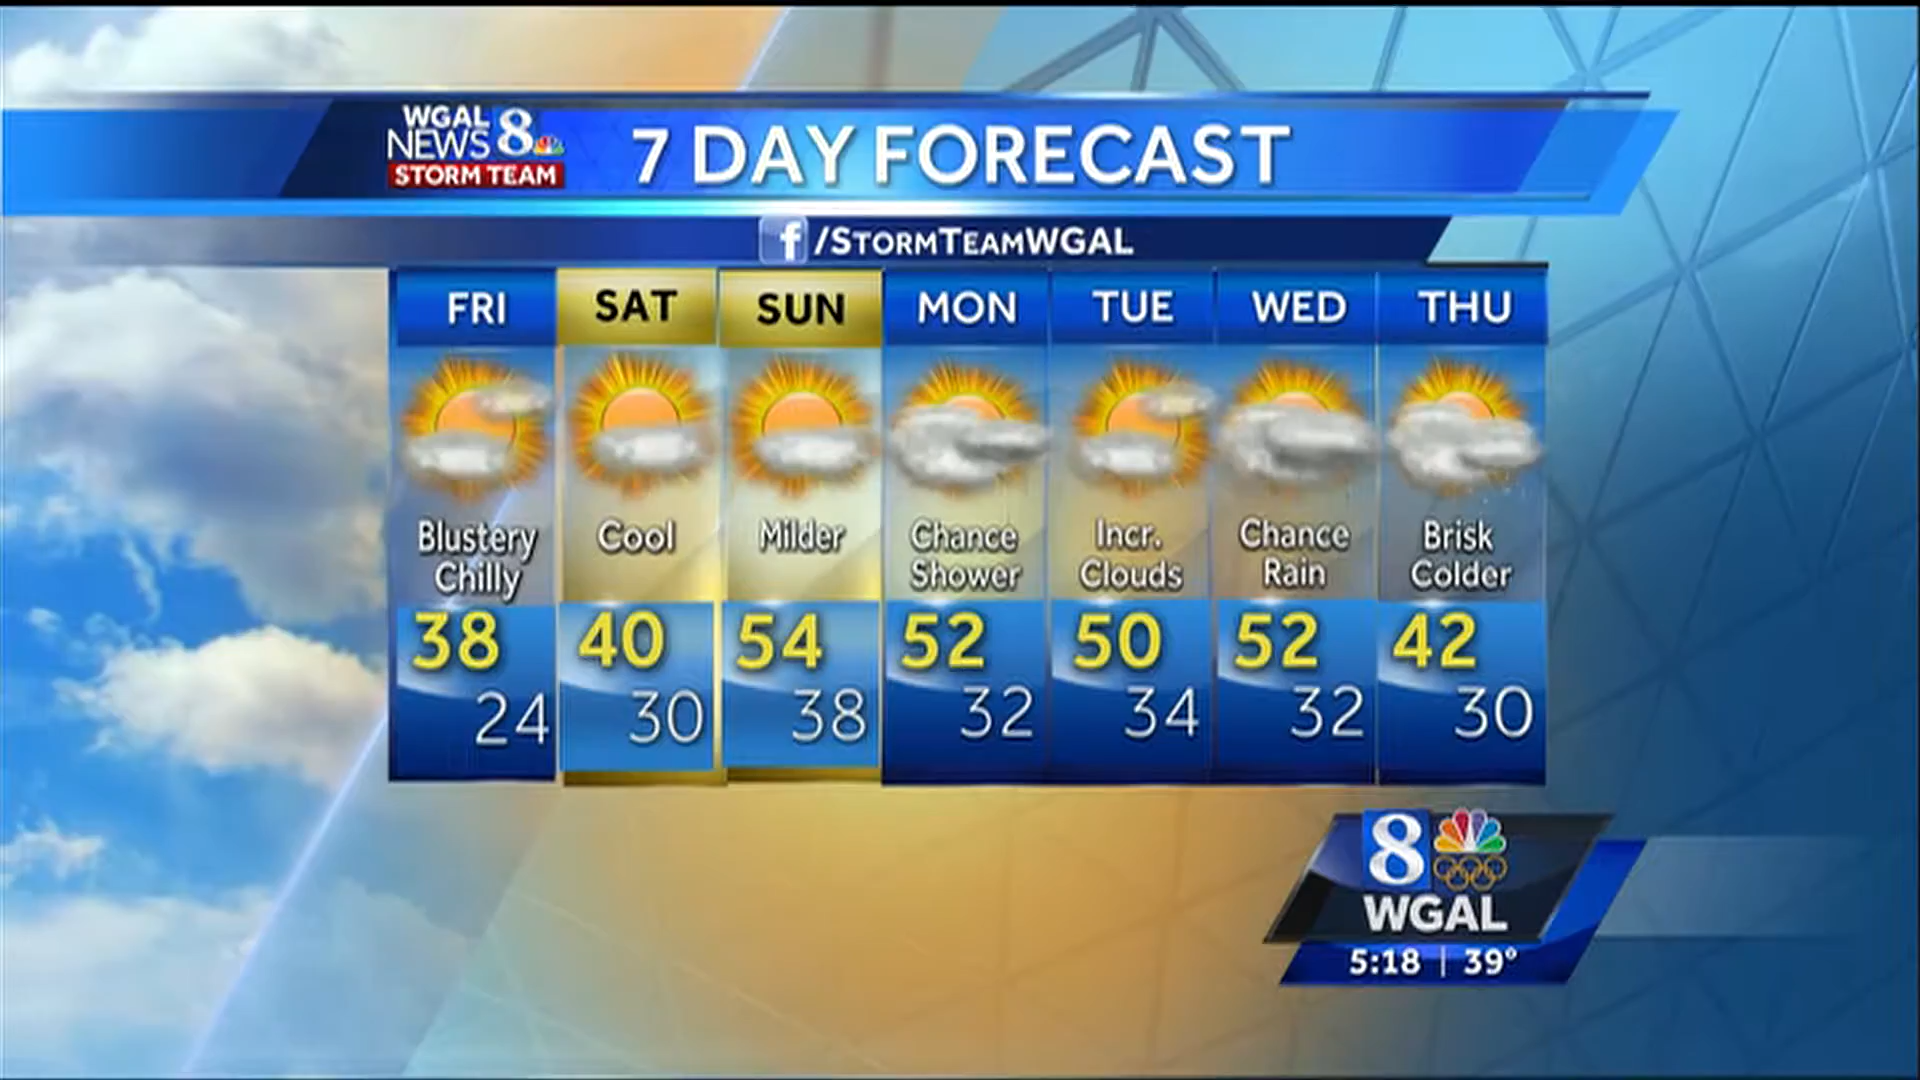 WGAL
NEWS 8
STORM TEAM
7 DAY FORECAST
f/STORMTEAMWGAL
FRI SAT SUN MON TUE WED THU
Blustery Cool Milder Chance Incr. Chance Brisk
Chilly Shower Clouds Rain Colder
38 40 54 52 50 52 42
24 30 38 32 34 32 30
8
WGAL
5:18 | 39°